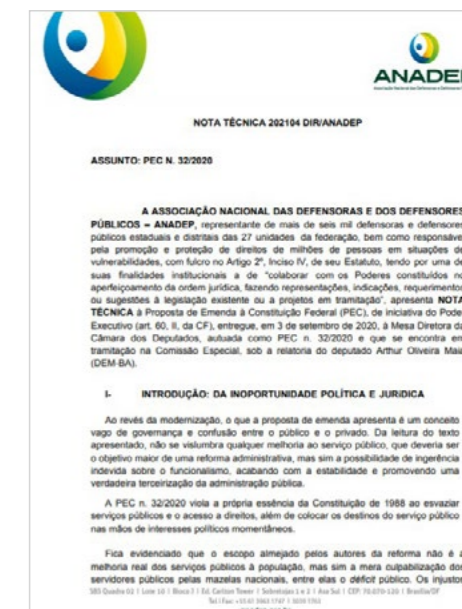 ANADEP
NOTA TÉCNICA 202104 DIR/ANADEP
ASSUNTO: PEC N. 32/2020
A ASSOCIAÇÃO NACIONAL DAS DEFENSORAS E DOS DEFENSORES
PÚBLICOS – ANADEP, representante de mais de seis mil defensoras e defensores
públicos estaduais e distritais das 27 unidades da federação, bem como responsável
pela promoção e proteção de direitos de milhões de pessoas em situações de
vulnerabilidades, com fulcro no Artigo 2º, Inciso IV, de seu Estatuto, tendo por uma de
suas finalidades institucionais a de "colaborar com os Poderes constituídos no
aperfeiçoamento da ordem jurídica, fazendo representações, indicações, requerimentos
ou sugestões à legislação existente ou a projetos em tramitação", apresenta NOTA
TÉCNICA à Proposta de Emenda à Constituição Federal (PEC), de iniciativa do Poder
Executivo (art. 60, II, da CF), entregue, em 3 de setembro de 2020, à Mesa Diretora da
Câmara dos Deputados, autuada como PEC n. 32/2020 e que se encontra em
tramitação na Comissão Especial, sob a relatoria do deputado Arthur Oliveira Maia
(DEM-BA).
I- INTRODUÇÃO: DA INOPORTUNIDADE POLÍTICA E JURIDICA
Ao revés da modernização, o que a proposta de emenda apresenta é um conceito
vago de governança e confusão entre o público e o privado. Da leitura do texto
apresentado, não se vislumbra qualquer melhoria ao serviço público, que deveria ser
o objetivo maior de uma reforma administrativa, mas sim a possibilidade de ingerência
indevida sobre o funcionalismo, acabando com a estabilidade e promovendo uma
verdadeira terceirização da administração pública.
A PEC n. 32/2020 viola a própria essência da Constituição de 1988 ao esvaziar
serviços públicos e o acesso a direitos, além de colocar os destinos do serviço público
nas mãos de interesses políticos momentâneos.
Fica evidenciado que o escopo almejado pelos autores da reforma não é a
melhoria real dos serviços públicos à população, mas sim a mera culpabilização dos
servidores públicos pelas mazelas nacionais, entre elas o déficit público. Os injustos